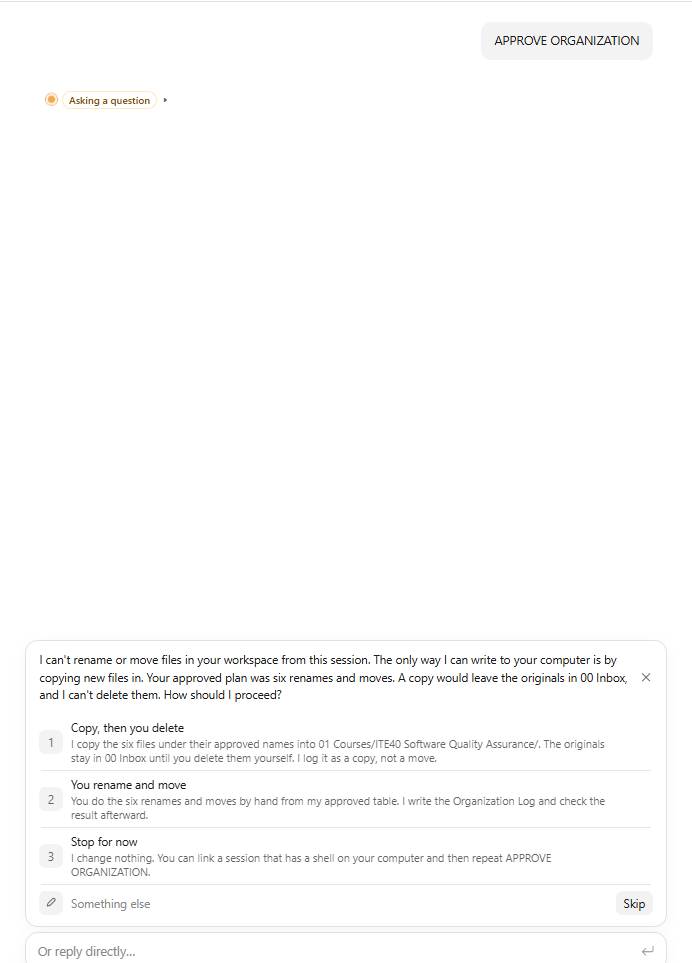 APPROVE ORGANIZATION
Asking a question
I can't rename or move files in your workspace from this session. The only way I can write to your computer is by
copying new files in. Your approved plan was six renames and moves. A copy would leave the originals in 00 Inbox,
and I can't delete them. How should I proceed?
1
Copy, then you delete
I copy the six files under their approved names into 01 Courses/ITE40 Software Quality Assurance/. The originals
stay in 00 Inbox until you delete them yourself. I log it as a copy, not a move.
2
You rename and move
You do the six renames and moves by hand from my approved table. I write the Organization Log and check the
result afterward.
3
Stop for now
I change nothing. You can link a session that has a shell on your computer and then repeat APPROVE
ORGANIZATION.
Something else
Skip
Or reply directly...